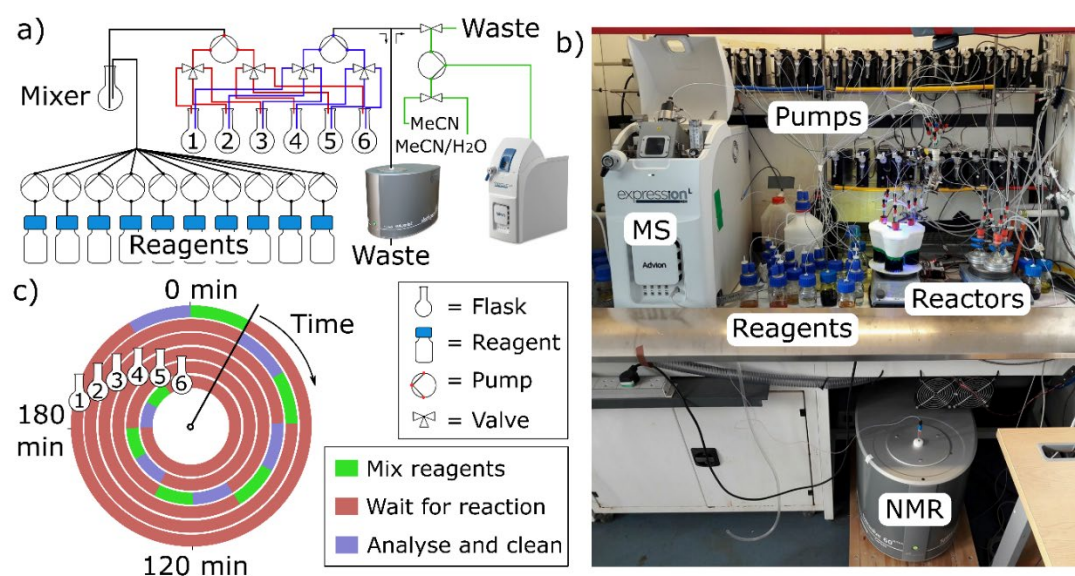 a)
Waste
Mixer
1 2 3 4 5 6
MeCN
MeCN/H2O
Reagents
Waste
b)
Pumps
expressionL
MS
Advion
Reactors
Reagents
NMR
c)
0 min
Time
1 2 3 4 5 6
180
min
120 min
= Flask
= Reagent
= Pump
= Valve
Mix reagents
Wait for reaction
Analyse and clean